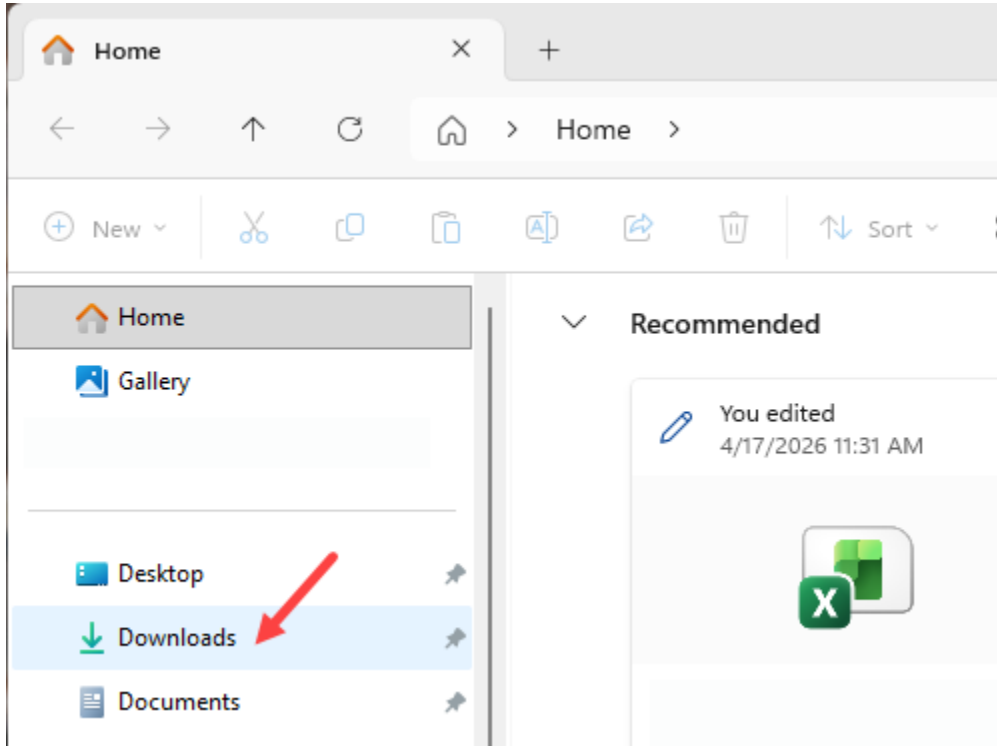 Home
Home
New
Sort
Home
Gallery
Desktop
Downloads
Documents
Recommended
You edited
4/17/2026 11:31 AM
X